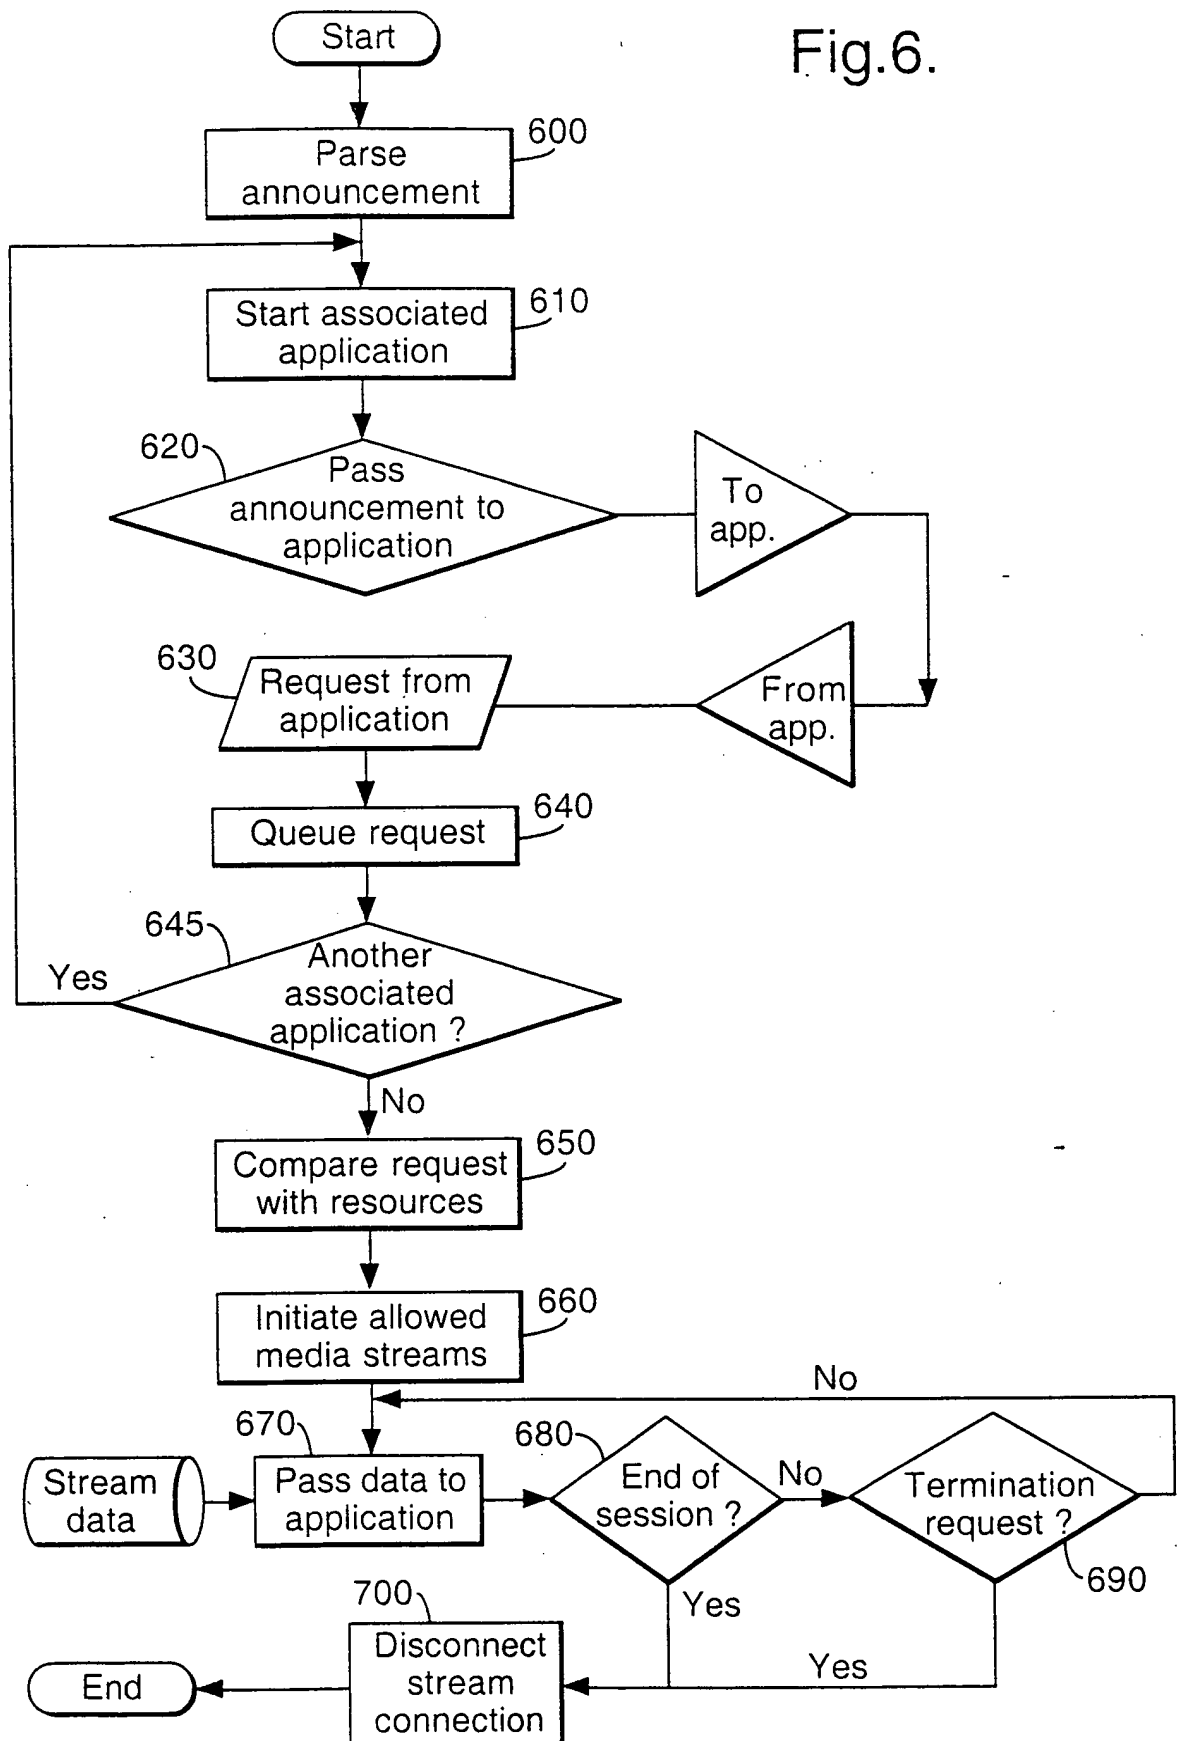 Start
Fig.6.
600
Parse
announcement
610
Start associated
application
620
Pass
announcement to
application
To
app.
630
Request from
application
From
app.
640
Queue request
645
Another
associated
application ?
Yes
No
650
Compare request
with resources
660
Initiate allowed
media streams
No
670
Stream
data
Pass data to
application
680
End of
session ?
No
Termination
request ?
690
Yes
700
Disconnect
stream
connection
Yes
End